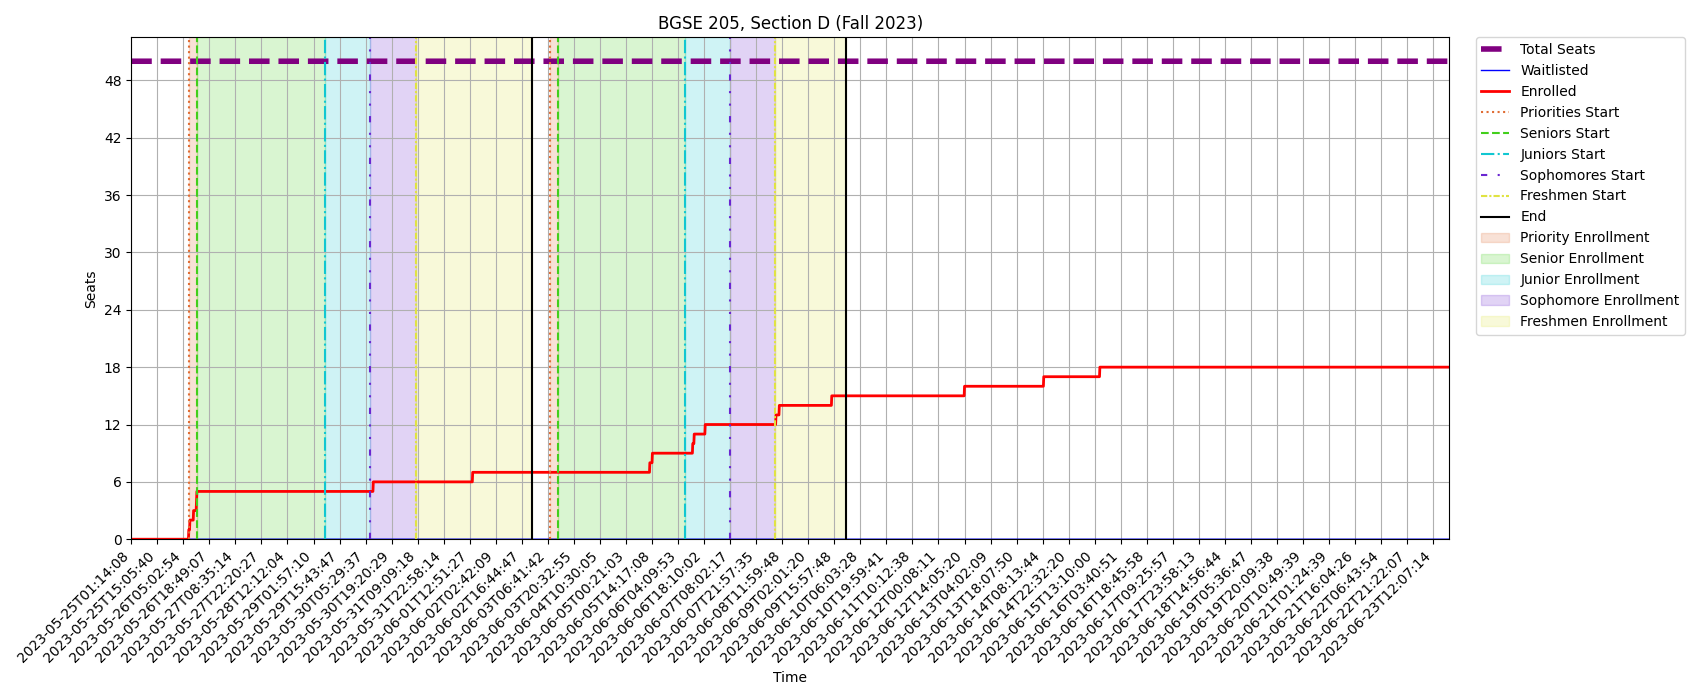 BGSE 205, Section D (Fall 2023)
Seats
48
42
36
30
24
18
12
6
0
2023-05-25T01:14:08
2023-05-25T15:05:40
2023-05-26T05:02:54
2023-05-26T18:49:07
2023-05-27T08:35:14
2023-05-27T22:20:27
2023-05-28T12:12:04
2023-05-29T01:57:10
2023-05-29T15:43:47
2023-05-30T05:29:37
2023-05-30T19:20:29
2023-05-31T09:09:18
2023-05-31T22:58:14
2023-06-01T12:51:27
2023-06-02T02:42:09
2023-06-02T16:44:47
2023-06-03T06:41:42
2023-06-03T20:32:55
2023-06-04T10:30:05
2023-06-05T00:21:03
2023-06-05T14:17:08
2023-06-06T04:09:53
2023-06-06T18:10:02
2023-06-07T08:02:17
2023-06-07T21:57:35
2023-06-08T11:59:48
2023-06-09T02:01:20
2023-06-09T15:57:48
2023-06-10T06:03:28
2023-06-10T19:59:41
2023-06-11T10:12:38
2023-06-12T00:08:11
2023-06-12T14:05:20
2023-06-13T04:02:09
2023-06-13T18:07:50
2023-06-14T08:13:44
2023-06-14T22:32:20
2023-06-15T13:10:00
2023-06-16T03:40:51
2023-06-16T18:45:58
2023-06-17T09:25:57
2023-06-17T23:58:13
2023-06-18T14:56:44
2023-06-19T05:36:47
2023-06-19T20:09:38
2023-06-20T10:49:39
2023-06-21T01:24:39
2023-06-21T16:04:26
2023-06-22T06:43:54
2023-06-22T21:22:07
2023-06-23T12:07:14
Time
Total Seats
Waitlisted
Enrolled
Priorities Start
Seniors Start
Juniors Start
Sophomores Start
Freshmen Start
End
Priority Enrollment
Senior Enrollment
Junior Enrollment
Sophomore Enrollment
Freshmen Enrollment